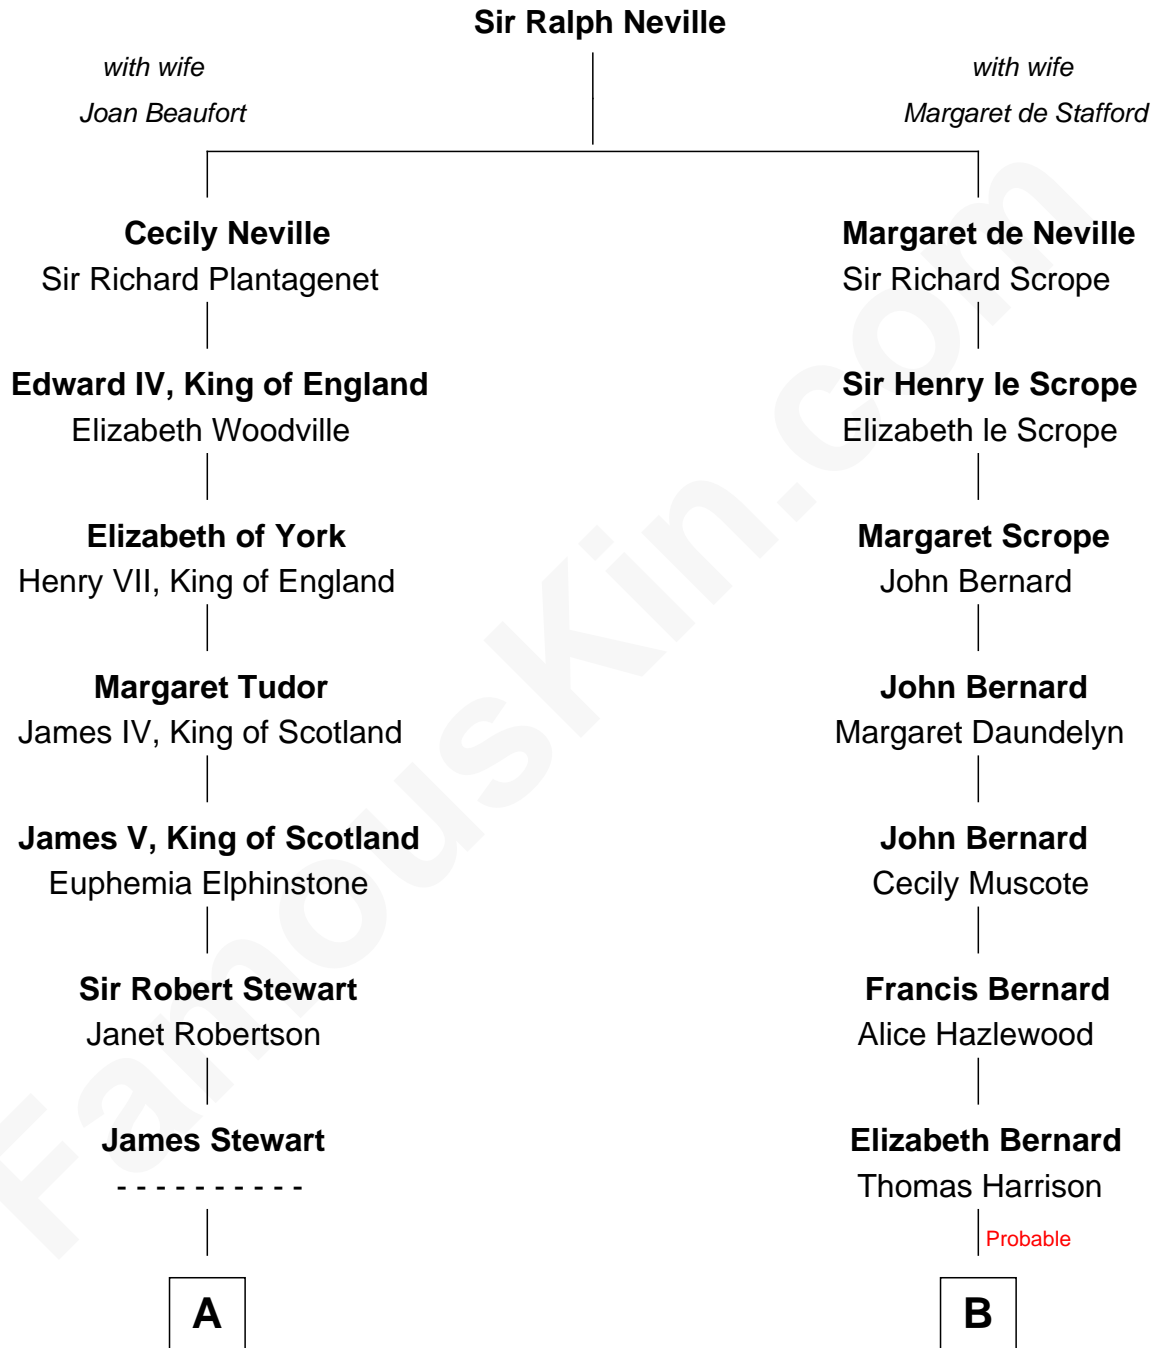 Sir Ralph Neville
with wife
Joan Beaufort
with wife
Margaret de Stafford
Cecily Neville
Sir Richard Plantagenet
Margaret de Neville
Sir Richard Scrope
Edward IV, King of England
Elizabeth Woodville
Sir Henry le Scrope
Elizabeth le Scrope
Elizabeth of York
Henry VII, King of England
Margaret Scrope
John Bernard
Margaret Tudor
James IV, King of Scotland
John Bernard
Margaret Daundelyn
James V, King of Scotland
Euphemia Elphinstone
John Bernard
Cecily Muscote
Sir Robert Stewart
Janet Robertson
Francis Bernard
Alice Hazlewood
James Stewart
- - - - - - - - - -
Elizabeth Bernard
Thomas Harrison
Probable
A
B
FamousKin.com